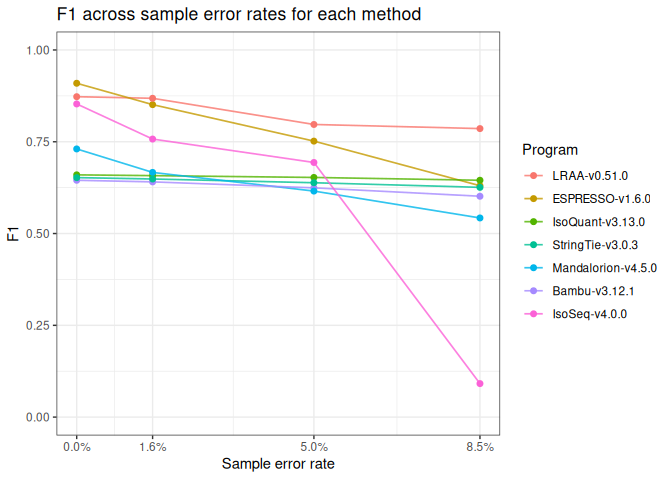 F1 across sample error rates for each method
1.00
0.75
0.50
0.25
0.00
F1
0.0%
1.6%
5.0%
8.5%
Sample error rate
Program
LRAA-v0.51.0
ESPRESSO-v1.6.0
IsoQuant-v3.13.0
StringTie-v3.0.3
Mandalorion-v4.5.0
Bambu-v3.12.1
IsoSeq-v4.0.0